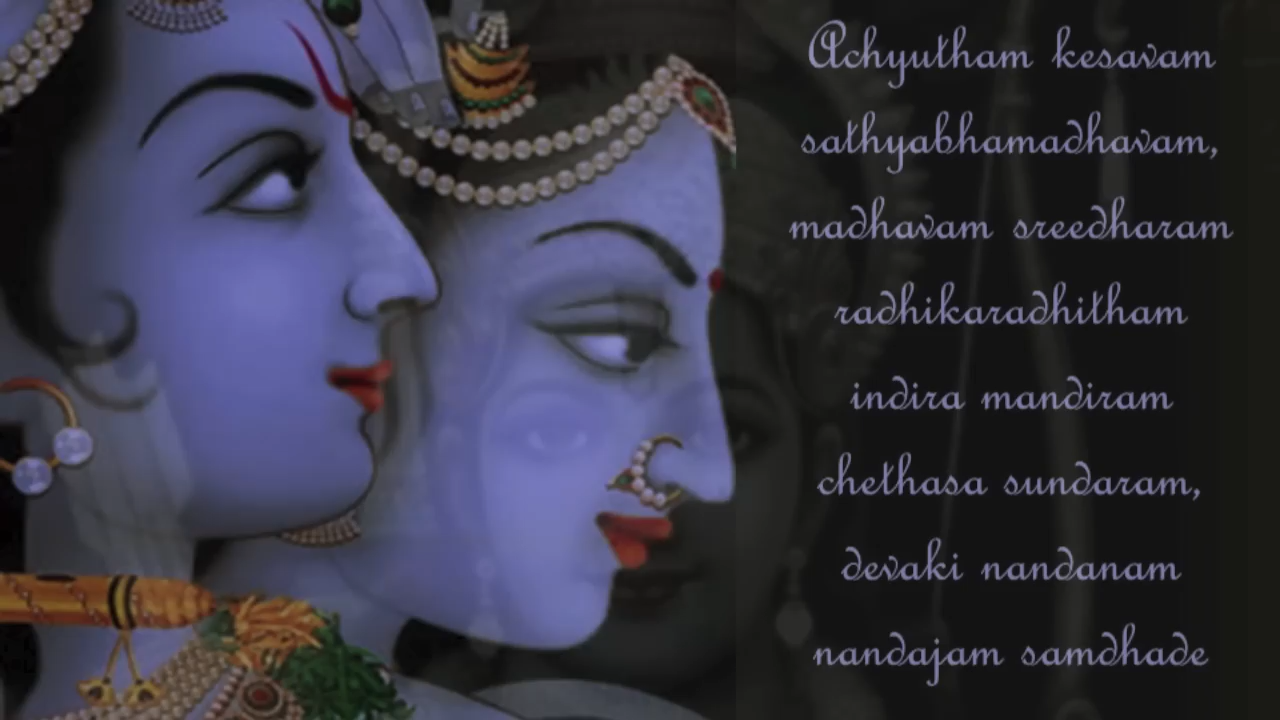 Achyutham kesavam
sathyabhamadhavam,
madhavam sreedharam
radhikaradhitham
indira mandiram
chethasa sundaram,
devaki nandanam
nandajam samdhade